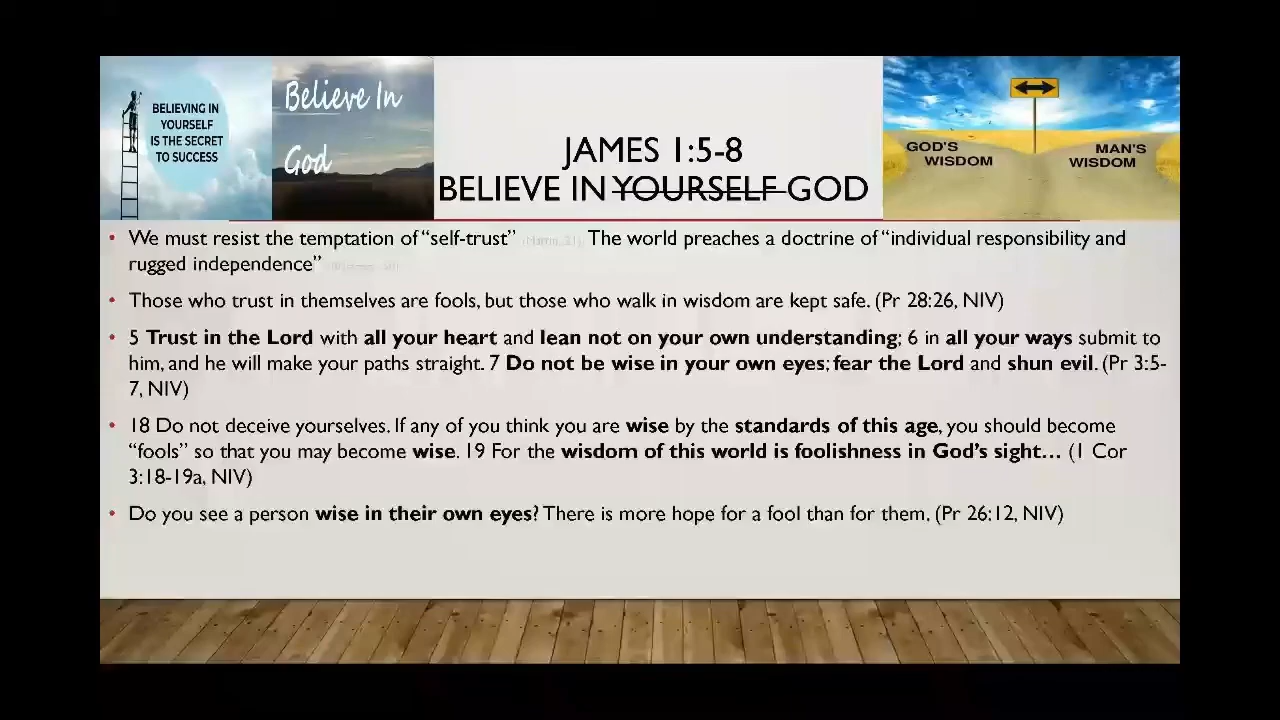 BELIEVING IN
YOURSELF
IS THE SECRET
TO SUCCESS
Believe In
God
JAMES 1:5-8
BELIEVE IN YOURSELF GOD
GOD'S
WISDOM
MAN'S
WISDOM
• We must resist the temptation of “self-trust” The world preaches a doctrine of “individual responsibility and
rugged independence”
• Those who trust in themselves are fools, but those who walk in wisdom are kept safe. (Pr 28:26, NIV)
• 5 Trust in the Lord with all your heart and lean not on your own understanding; 6 in all your ways submit to
him, and he will make your paths straight. 7 Do not be wise in your own eyes; fear the Lord and shun evil. (Pr 3:5-
7, NIV)
• 18 Do not deceive yourselves. If any of you think you are wise by the standards of this age, you should become
“fools” so that you may become wise. 19 For the wisdom of this world is foolishness in God’s sight… (1 Cor
3:18-19a, NIV)
• Do you see a person wise in their own eyes? There is more hope for a fool than for them. (Pr 26:12, NIV)